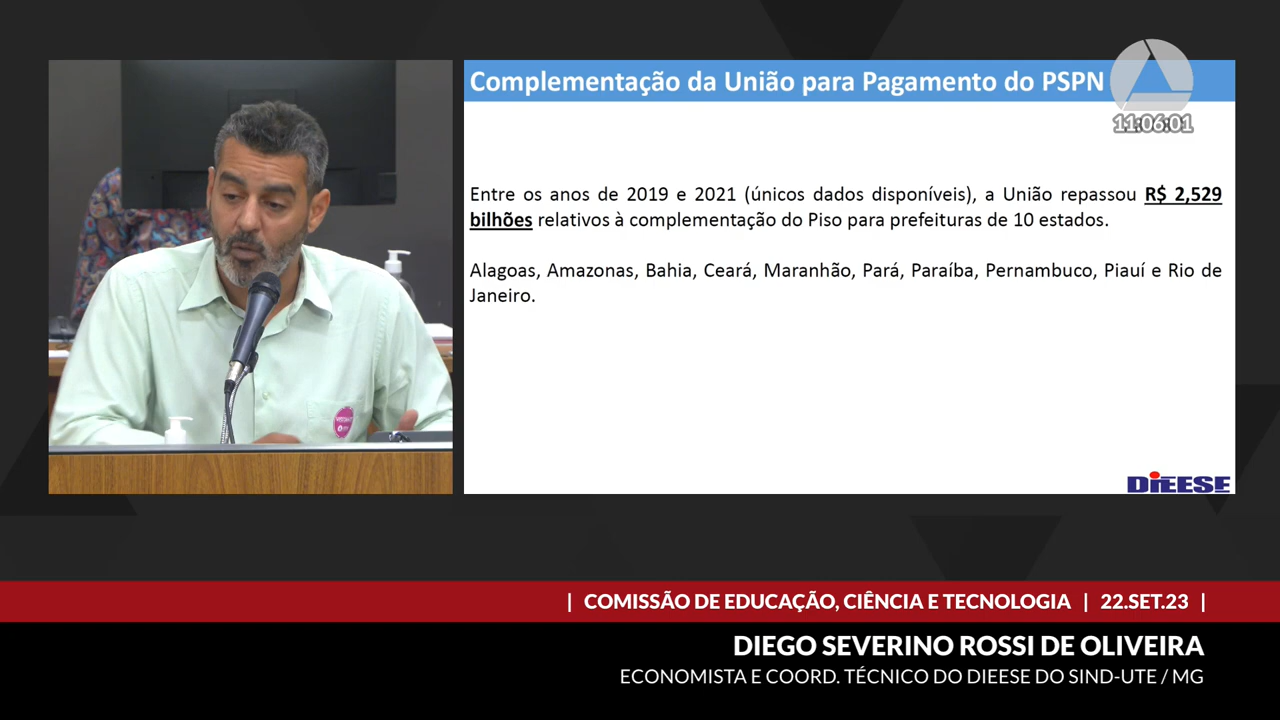 Complementação da União para Pagamento do PSPN
11:06:01
Entre os anos de 2019 e 2021 (únicos dados disponíveis), a União repassou R$ 2,529
bilhões relativos à complementação do Piso para prefeituras de 10 estados.
Alagoas, Amazonas, Bahia, Ceará, Maranhão, Pará, Paraíba, Pernambuco, Piauí e Rio de
Janeiro.
DIEESE
| COMISSÃO DE EDUCAÇÃO, CIÊNCIA E TECNOLOGIA | 22.SET.23 |
DIEGO SEVERINO ROSSI DE OLIVEIRA
ECONOMISTA E COORD. TÉCNICO DO DIEESE DO SIND-UTE / MG